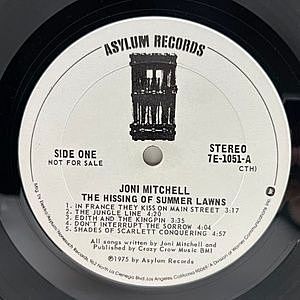 ASYLUM RECORDS
SIDE ONE
NOT FOR SALE
STEREO
7E-1051-A
(CTH)
JONI MITCHELL
THE HISSING OF SUMMER LAWNS
1. IN FRANCE THEY KISS ON MAIN STREET 3:17
2. THE JUNGLE LINE 4:20
3. EDITH AND THE KINGPIN 3:35
4. DON'T INTERRUPT THE SORROW 4:04
5. SHADES OF SCARLETT CONQUERING 4:57
All songs written by Joni Mitchell and
Published by Crazy Crow Music BMI
℗1975 by Asylum Records